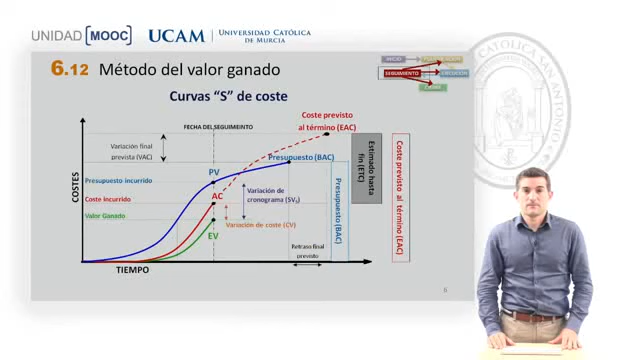 UNIDAD [MOOC]
UCAM
UNIVERSIDAD CATÓLICA
DE MURCIA
6.12 Método del valor ganado
INICIO
SEGUIMIENTO
EJECUCIÓN
CIERRE
Curvas "S" de coste
COSTES
FECHA DEL SEGUIMEINTO
Coste previsto
al término (EAC)
Variación final
prevista (VAC)
Presupuesto (BAC)
PV
Presupuesto incurrido
Variación de
cronograma (SV
AC
Coste incurrido
Valor Ganado
Variación de coste (CV)
EV
Retraso final
previsto
TIEMPO
Presupuesto (BAC)
Estimado hasta
fin (ETC)
Coste previsto
al término (EAC)
CATÓLICA SAN ANTONIO
6